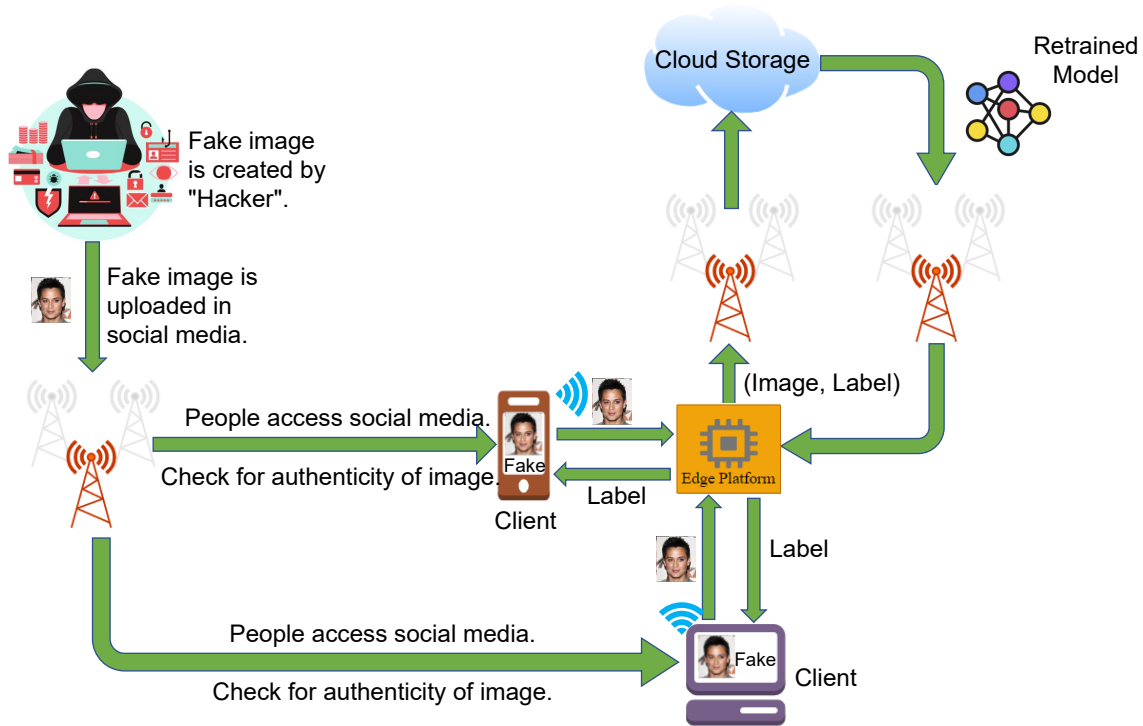 Cloud Storage
Retrained
Model
Fake image
is created by
"Hacker".
Fake image is
uploaded in
social media.
(Image, Label)
People access social media.
Check for authenticity of image.
Fake
Client
Label
Edge Platform
Label
People access social media.
Check for authenticity of image.
Fake
Client